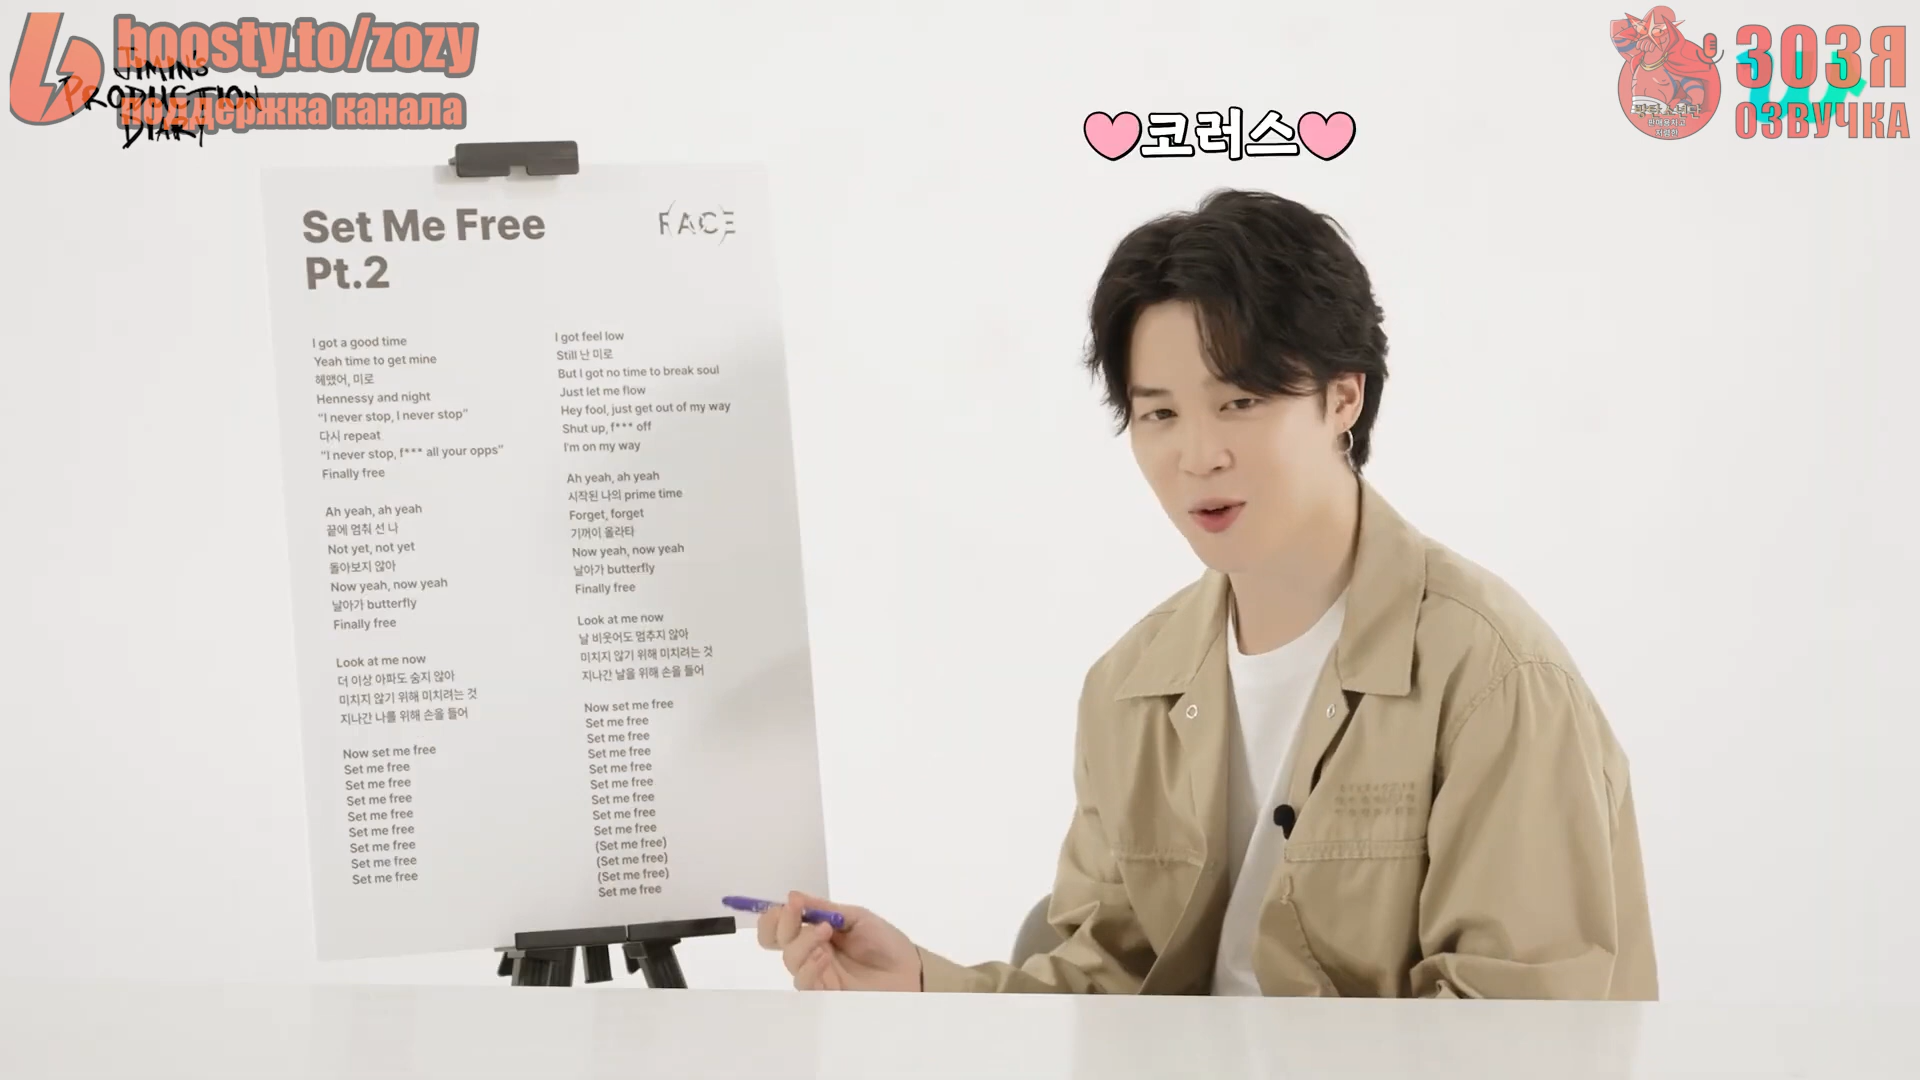 boosty.to/zozy
поддержка канала
JIMIN'S
PRODUCTION
DIARY
ЗОЗЯ
ОЗВУЧКА
코러스
Set Me Free
Pt.2
FACE
I got a good time
Yeah time to get mine
헤맸어, 미로
Hennessy and night
“I never stop, I never stop”
다시 repeat
“I never stop, f*** all your opps”
Finally free
Ah yeah, ah yeah
끝에 멈춰 선 나
Not yet, not yet
돌아보지 않아
Now yeah, now yeah
날아가 butterfly
Finally free
Look at me now
더 이상 아파도 숨지 않아
미치지 않기 위해 미치려는 것
지나간 나를 위해 손을 들어
Now set me free
Set me free
Set me free
Set me free
Set me free
Set me free
Set me free
Set me free
Set me free
I got feel low
Still 난 미로
But I got no time to break soul
Just let me flow
Hey fool, just get out of my way
Shut up, f*** off
I'm on my way
Ah yeah, ah yeah
시작된 나의 prime time
Forget, forget
기꺼이 올라타
Now yeah, now yeah
날아가 butterfly
Finally free
Look at me now
날 비웃어도 멈추지 않아
미치지 않기 위해 미치려는 것
지나간 날을 위해 손을 들어
Now set me free
Set me free
Set me free
Set me free
Set me free
Set me free
Set me free
Set me free
Set me free
(Set me free)
(Set me free)
(Set me free)
Set me free